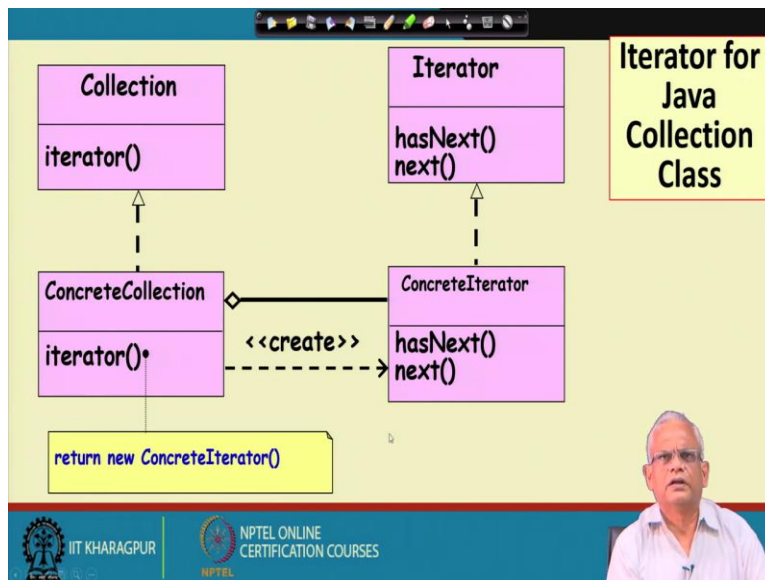 Iterator for
Java
Collection
Class
Collection
iterator()
Iterator
hasNext()
next()
ConcreteCollection
iterator()
<<create>>
ConcreteIterator
hasNext()
next()
return new ConcreteIterator()
IIT KHARAGPUR
NPTEL
NPTEL ONLINE
CERTIFICATION COURSES